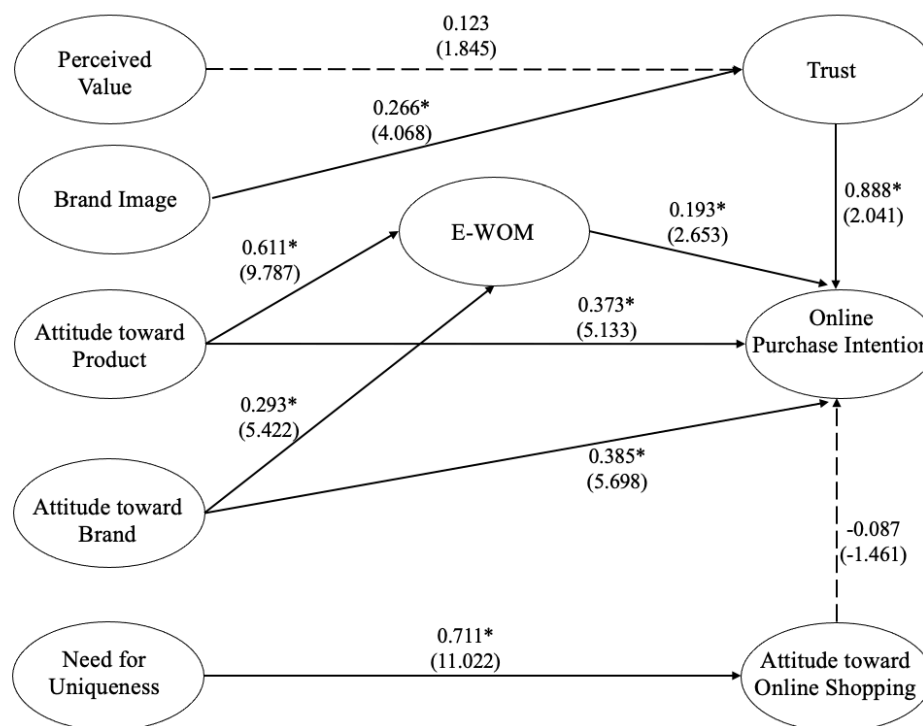 0.123
(1.845)
Perceived
Value
Trust
0.266*
(4.068)
Brand Image
0.888*
(2.041)
E-WOM
0.193*
(2.653)
0.611*
(9.787)
Attitude toward
Product
0.373*
(5.133)
Online
Purchase Intention
0.293*
(5.422)
0.385*
(5.698)
Attitude toward
Brand
-0.087
(-1.461)
0.711*
(11.022)
Need for
Uniqueness
Attitude toward
Online Shopping